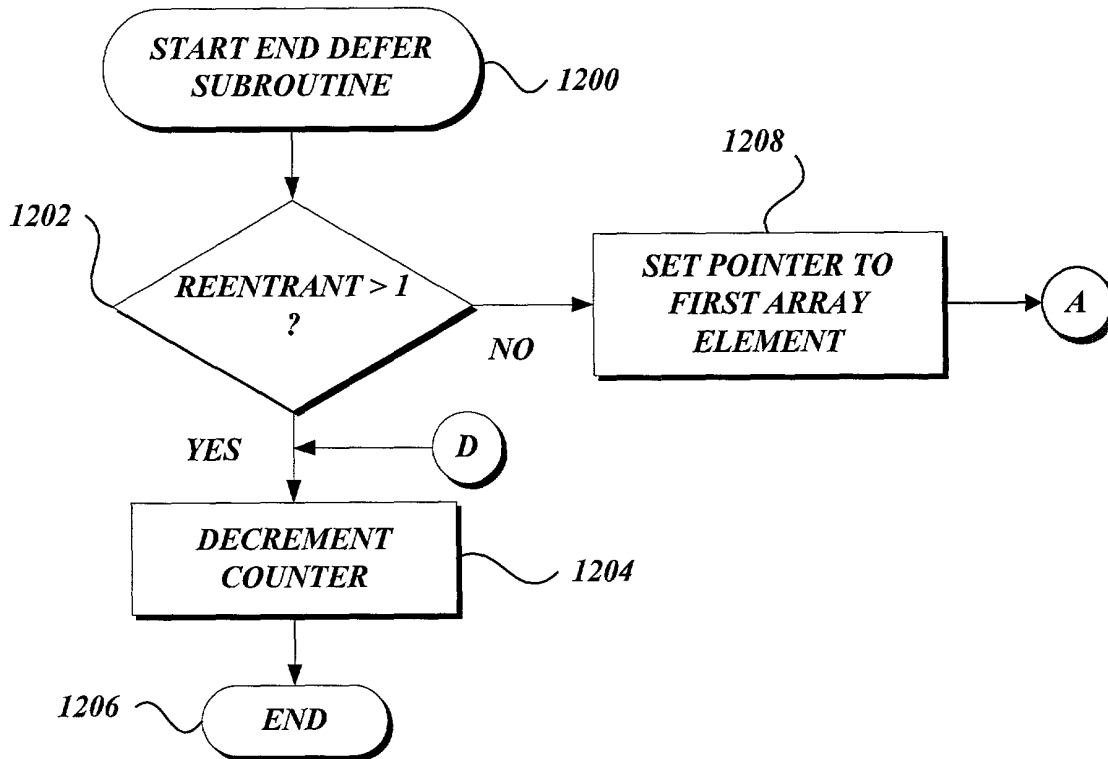 START END DEFER
SUBROUTINE
1200
1208
1202
REENTRANT > 1
?
SET POINTER TO
FIRST ARRAY
ELEMENT
A
NO
YES
D
DECREMENT
COUNTER
1204
1206
END